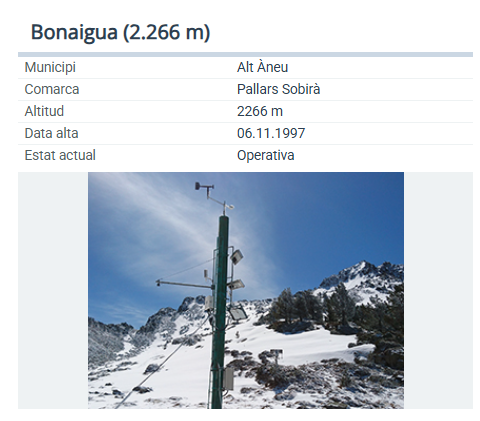 Bonaigua (2.266 m)
Municipi Alt Àneu
Comarca Pallars Sobirà
Altitud 2266 m
Data alta 06.11.1997
Estat actual Operativa